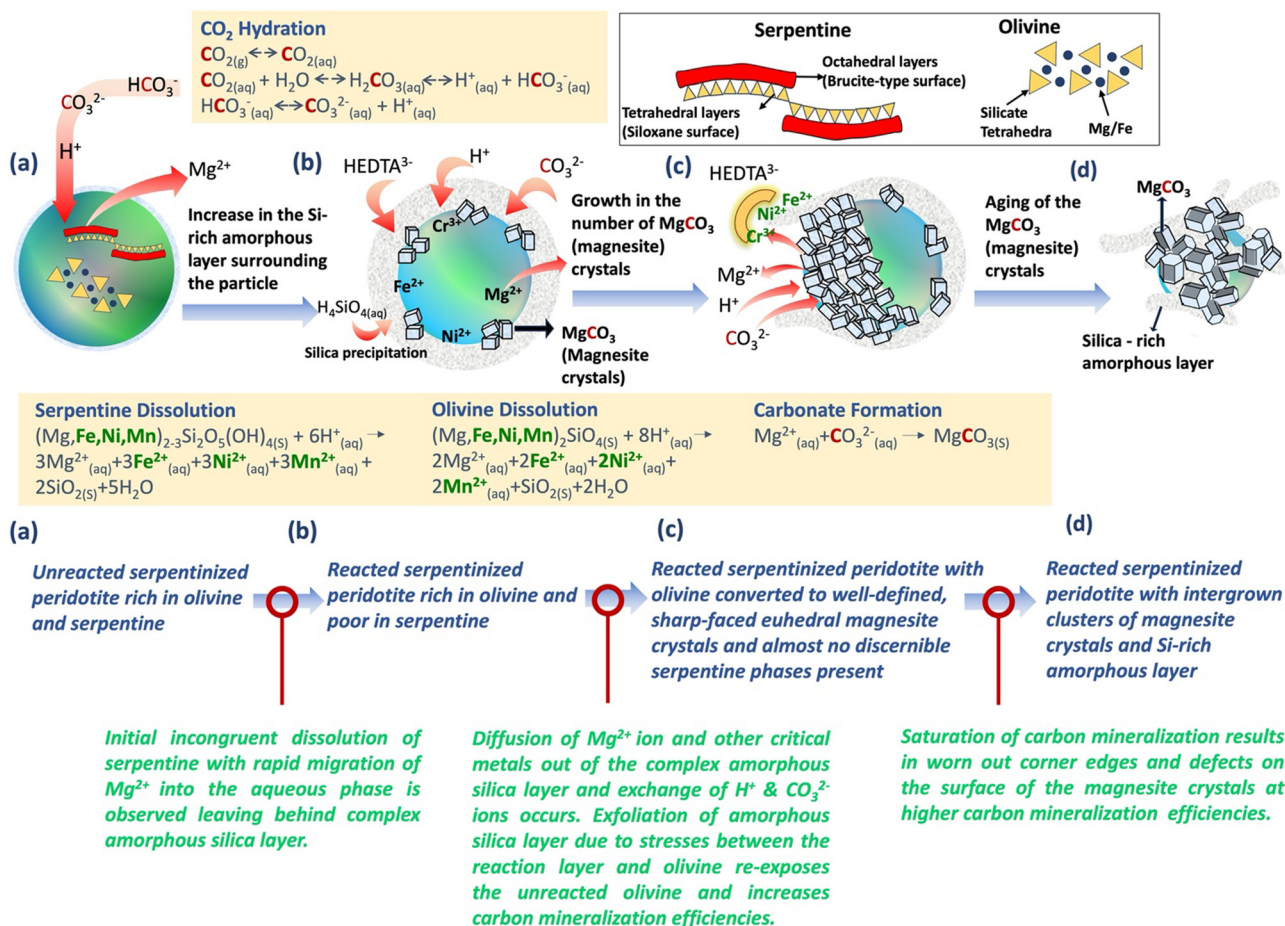 CO₂ Hydration
CO₂₍g₎ ↔ CO₂₍aq₎
CO₂₍aq₎ + H₂O ↔ H₂CO₃₍aq₎ ↔ H⁺₍aq₎ + HCO₃⁻₍aq₎
HCO₃⁻₍aq₎ ↔ CO₃²⁻₍aq₎ + H⁺₍aq₎
Serpentine
Octahedral layers
(Brucite-type surface)
Tetrahedral layers
(Siloxane surface)
Olivine
Silicate
Tetrahedra
Mg/Fe
HCO₃⁻
CO₃²⁻
H⁺
(a)
Mg²⁺
Increase in the Si-
rich amorphous
layer surrounding
the particle
(b)
HEDTA³⁻
H⁺
CO₃²⁻
Cr³⁺
Fe²⁺
Mg²⁺
Ni²⁺
H₄SiO₄₍aq₎
Silica precipitation
MgCO₃
(Magnesite
crystals)
Growth in the
number of MgCO₃
(magnesite)
crystals
(c)
HEDTA³⁻
Fe²⁺
Ni²⁺
Cr³⁺
Mg²⁺
H⁺
CO₃²⁻
Aging of the
MgCO₃
(magnesite)
crystals
(d)
MgCO₃
Silica - rich
amorphous layer
Serpentine Dissolution
(Mg,Fe,Ni,Mn)₂₋₃Si₂O₅(OH)₄₍S₎ + 6H⁺₍aq₎ →
3Mg²⁺₍aq₎+3Fe²⁺₍aq₎+3Ni²⁺₍aq₎+3Mn²⁺₍aq₎ +
2SiO₂₍S₎+5H₂O
Olivine Dissolution
(Mg,Fe,Ni,Mn)₂SiO₄₍S₎ + 8H⁺₍aq₎ →
2Mg²⁺₍aq₎+2Fe²⁺₍aq₎+2Ni²⁺₍aq₎+
2Mn²⁺₍aq₎+SiO₂₍S₎+2H₂O
Carbonate Formation
Mg²⁺₍aq₎+CO₃²⁻₍aq₎ → MgCO₃₍S₎
(a)
Unreacted serpentinized
peridotite rich in olivine
and serpentine
(b)
Reacted serpentinized
peridotite rich in olivine and
poor in serpentine
(c)
Reacted serpentinized peridotite with
olivine converted to well-defined,
sharp-faced euhedral magnesite
crystals and almost no discernible
serpentine phases present
(d)
Reacted serpentinized
peridotite with intergrown
clusters of magnesite
crystals and Si-rich
amorphous layer
Initial incongruent dissolution of
serpentine with rapid migration of
Mg²⁺ into the aqueous phase is
observed leaving behind complex
amorphous silica layer.
Diffusion of Mg²⁺ ion and other critical
metals out of the complex amorphous
silica layer and exchange of H⁺ & CO₃²⁻
ions occurs. Exfoliation of amorphous
silica layer due to stresses between the
reaction layer and olivine re-exposes
the unreacted olivine and increases
carbon mineralization efficiencies.
Saturation of carbon mineralization results
in worn out corner edges and defects on
the surface of the magnesite crystals at
higher carbon mineralization efficiencies.